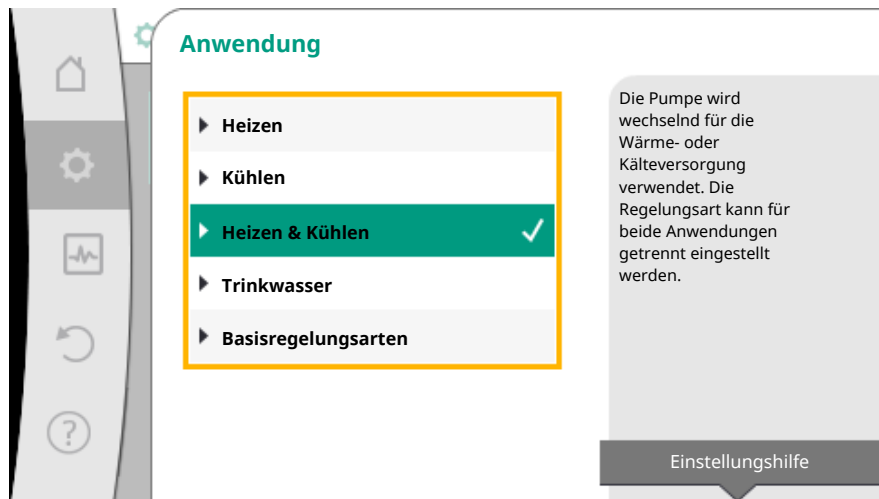 Anwendung
Heizen
Kühlen
Heizen & Kühlen
Trinkwasser
Basisregelungsarten
Die Pumpe wird
wechselnd für die
Wärme- oder
Kälteversorgung
verwendet. Die
Regelungsart kann für
beide Anwendungen
getrennt eingestellt
werden.
Einstellungshilfe